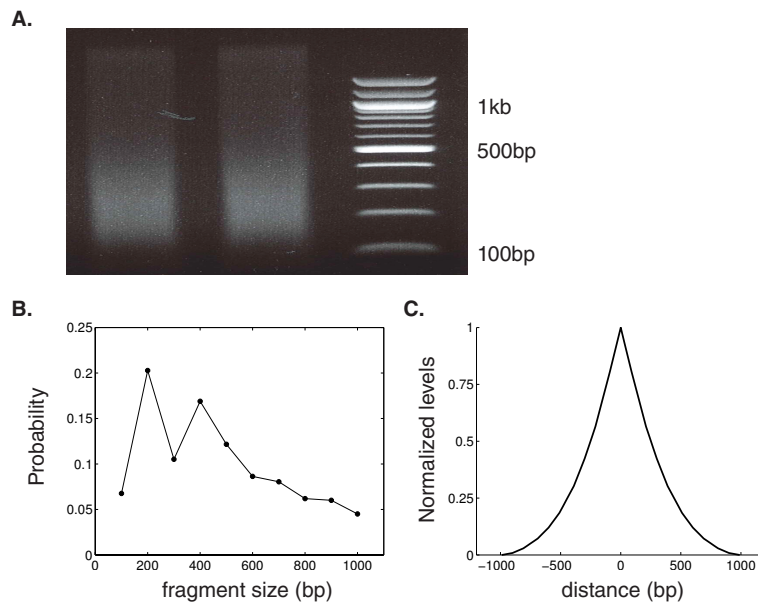 A.
1kb
500bp
100bp
B.
0.25
0.2
0.15
0.1
0.05
0
0 200 400 600 800 1000
Probability
fragment size (bp)
C.
1
0.75
0.5
0.25
0
−1000 −500 0 500 1000
Normalized levels
distance (bp)